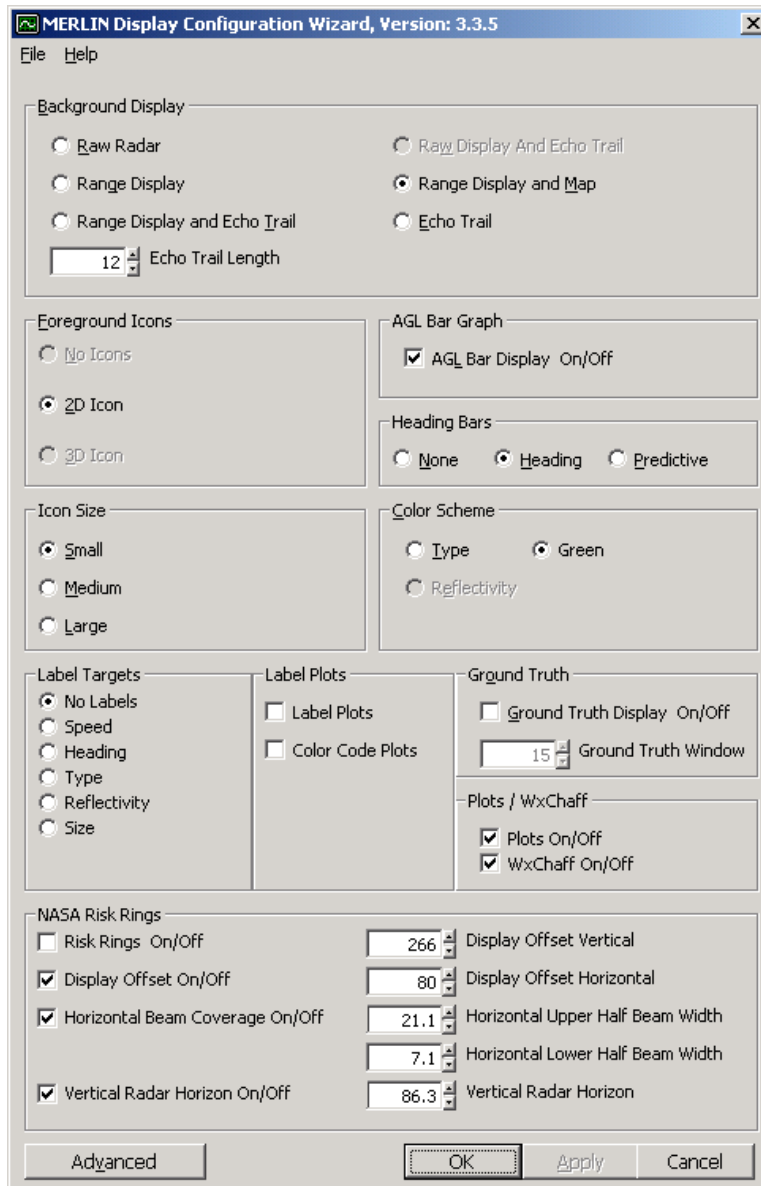 MERLIN Display Configuration Wizard, Version: 3.3.5
File Help
Background Display
Raw Radar
Raw Display And Echo Trail
Range Display
Range Display and Map
Range Display and Echo Trail
Echo Trail
12 Echo Trail Length
Foreground Icons
No Icons
2D Icon
3D Icon
AGL Bar Graph
AGL Bar Display On/Off
Heading Bars
None Heading Predictive
Icon Size
Small
Medium
Large
Color Scheme
Type Green
Reflectivity
Label Targets
No Labels
Speed
Heading
Type
Reflectivity
Size
Label Plots
Label Plots
Color Code Plots
Ground Truth
Ground Truth Display On/Off
15 Ground Truth Window
Plots / WxChaff
Plots On/Off
WxChaff On/Off
NASA Risk Rings
Risk Rings On/Off
266 Display Offset Vertical
Display Offset On/Off
80 Display Offset Horizontal
Horizontal Beam Coverage On/Off
21.1 Horizontal Upper Half Beam Width
7.1 Horizontal Lower Half Beam Width
Vertical Radar Horizon On/Off
86.3 Vertical Radar Horizon
Advanced OK Apply Cancel